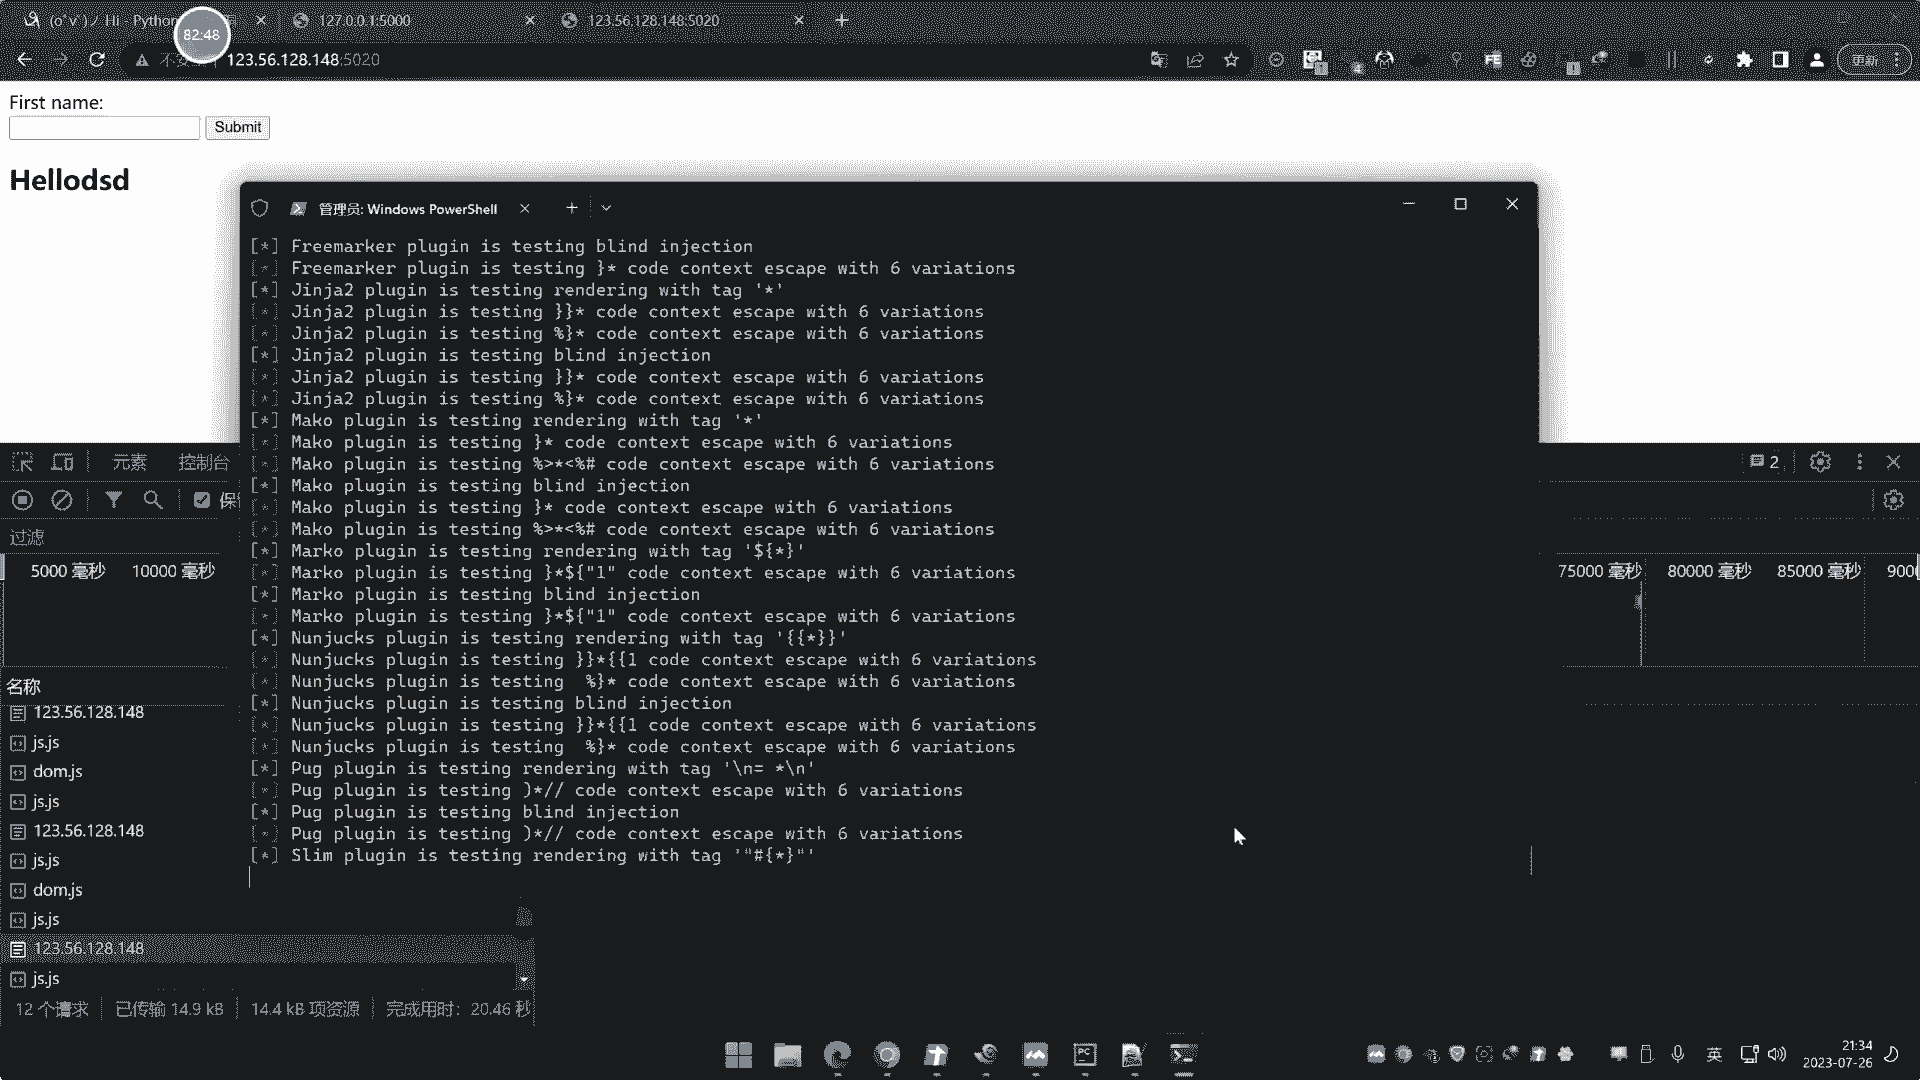 (o゚v゚)ノ Hi - Python
127.0.0.1:5000
123.56.128.148:5020
82:48
123.56.128.148:5020
更新
First name:
Submit
Hellodsd
管理员: Windows PowerShell
[*] Freemarker plugin is testing blind injection
[*] Freemarker plugin is testing }* code context escape with 6 variations
[*] Jinja2 plugin is testing rendering with tag '*'
[*] Jinja2 plugin is testing }}* code context escape with 6 variations
[*] Jinja2 plugin is testing %}* code context escape with 6 variations
[*] Jinja2 plugin is testing blind injection
[*] Jinja2 plugin is testing }}* code context escape with 6 variations
[*] Jinja2 plugin is testing %}* code context escape with 6 variations
[*] Mako plugin is testing rendering with tag '*'
[*] Mako plugin is testing }* code context escape with 6 variations
[*] Mako plugin is testing %>*<%# code context escape with 6 variations
[*] Mako plugin is testing blind injection
[*] Mako plugin is testing }* code context escape with 6 variations
[*] Mako plugin is testing %>*<%# code context escape with 6 variations
[*] Marko plugin is testing rendering with tag '${*}'
[*] Marko plugin is testing }*${"1" code context escape with 6 variations
[*] Marko plugin is testing blind injection
[*] Marko plugin is testing }*${"1" code context escape with 6 variations
[*] Nunjucks plugin is testing rendering with tag '{{*}}'
[*] Nunjucks plugin is testing }}*{{1 code context escape with 6 variations
[*] Nunjucks plugin is testing  %}* code context escape with 6 variations
[*] Nunjucks plugin is testing blind injection
[*] Nunjucks plugin is testing }}*{{1 code context escape with 6 variations
[*] Nunjucks plugin is testing  %}* code context escape with 6 variations
[*] Pug plugin is testing rendering with tag '\n= *\n'
[*] Pug plugin is testing )*// code context escape with 6 variations
[*] Pug plugin is testing blind injection
[*] Pug plugin is testing )*// code context escape with 6 variations
[*] Slim plugin is testing rendering with tag '"#{*}"'
元素 控制台
2
过滤
5000 毫秒 10000 毫秒
75000 毫秒 80000 毫秒 85000 毫秒
名称
123.56.128.148
js.js
dom.js
js.js
123.56.128.148
js.js
dom.js
js.js
123.56.128.148
js.js
12 个请求 已传输 14.9 kB 14.4 kB 项资源 完成用时: 20.46 秒
英
21:34
2023-07-26